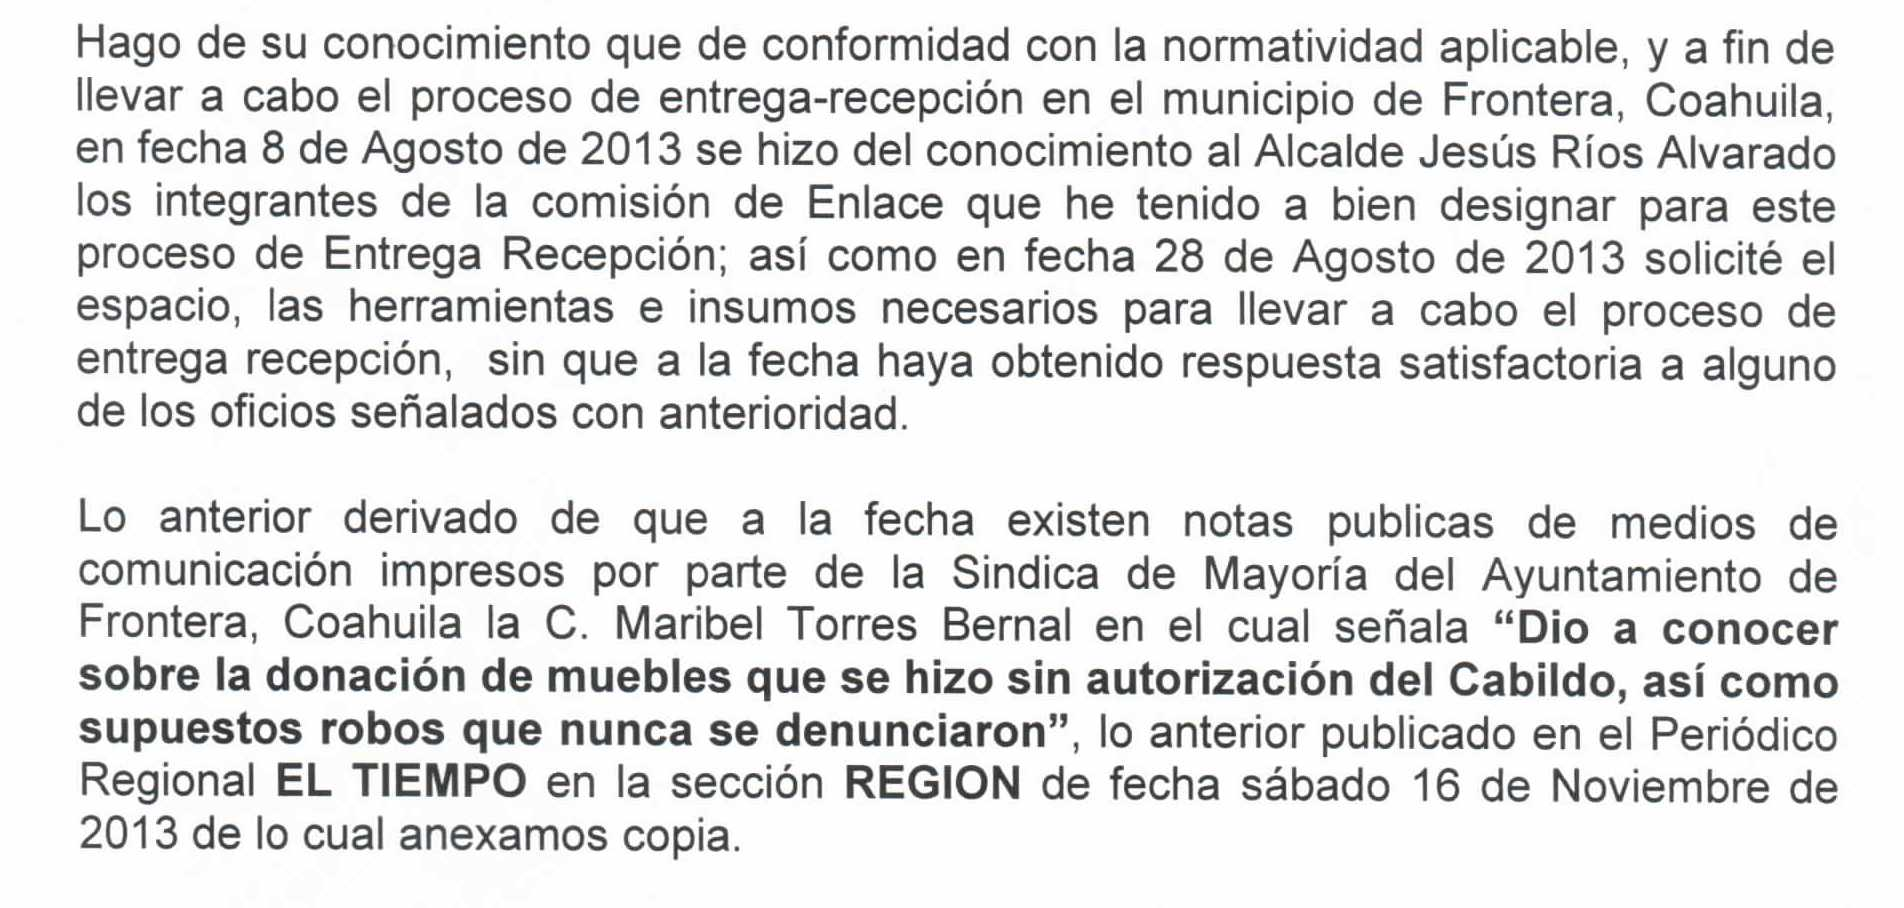 Hago de su conocimiento que de conformidad con la normatividad aplicable, y a fin de
llevar a cabo el proceso de entrega-recepción en el municipio de Frontera, Coahuila,
en fecha 8 de Agosto de 2013 se hizo del conocimiento al Alcalde Jesús Ríos Alvarado
los integrantes de la comisión de Enlace que he tenido a bien designar para este
proceso de Entrega Recepción; así como en fecha 28 de Agosto de 2013 solicité el
espacio, las herramientas e insumos necesarios para llevar a cabo el proceso de
entrega recepción, sin que a la fecha haya obtenido respuesta satisfactoria a alguno
de los oficios señalados con anterioridad.
Lo anterior derivado de que a la fecha existen notas publicas de medios de
comunicación impresos por parte de la Sindica de Mayoría del Ayuntamiento de
Frontera, Coahuila la C. Maribel Torres Bernal en el cual señala “Dio a conocer
sobre la donación de muebles que se hizo sin autorización del Cabildo, así como
supuestos robos que nunca se denunciaron”, lo anterior publicado en el Periódico
Regional EL TIEMPO en la sección REGION de fecha sábado 16 de Noviembre de
2013 de lo cual anexamos copia.